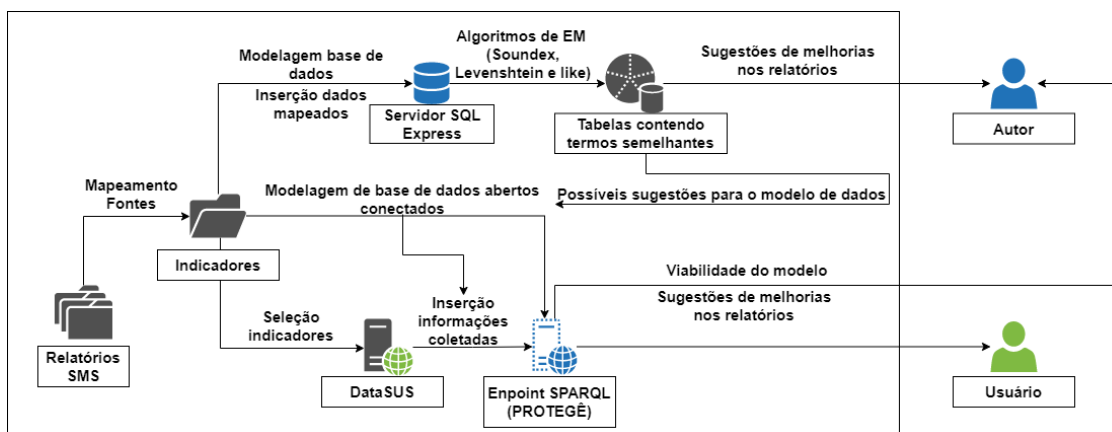 Modelagem base de
dados
Inserção dados
mapeados
Servidor SQL
Express
Algoritmos de EM
(Soundex,
Levenshtein e like)
Tabelas contendo
termos semelhantes
Sugestões de melhorias
nos relatórios
Autor
Mapeamento
Fontes
Indicadores
Modelagem de base de dados abertos
conectados
Possíveis sugestões para o modelo de dados
Relatórios
SMS
Seleção
indicadores
DataSUS
Inserção
informações
coletadas
Enpoint SPARQL
(PROTEGÊ)
Viabilidade do modelo
Sugestões de melhorias
nos relatórios
Usuário